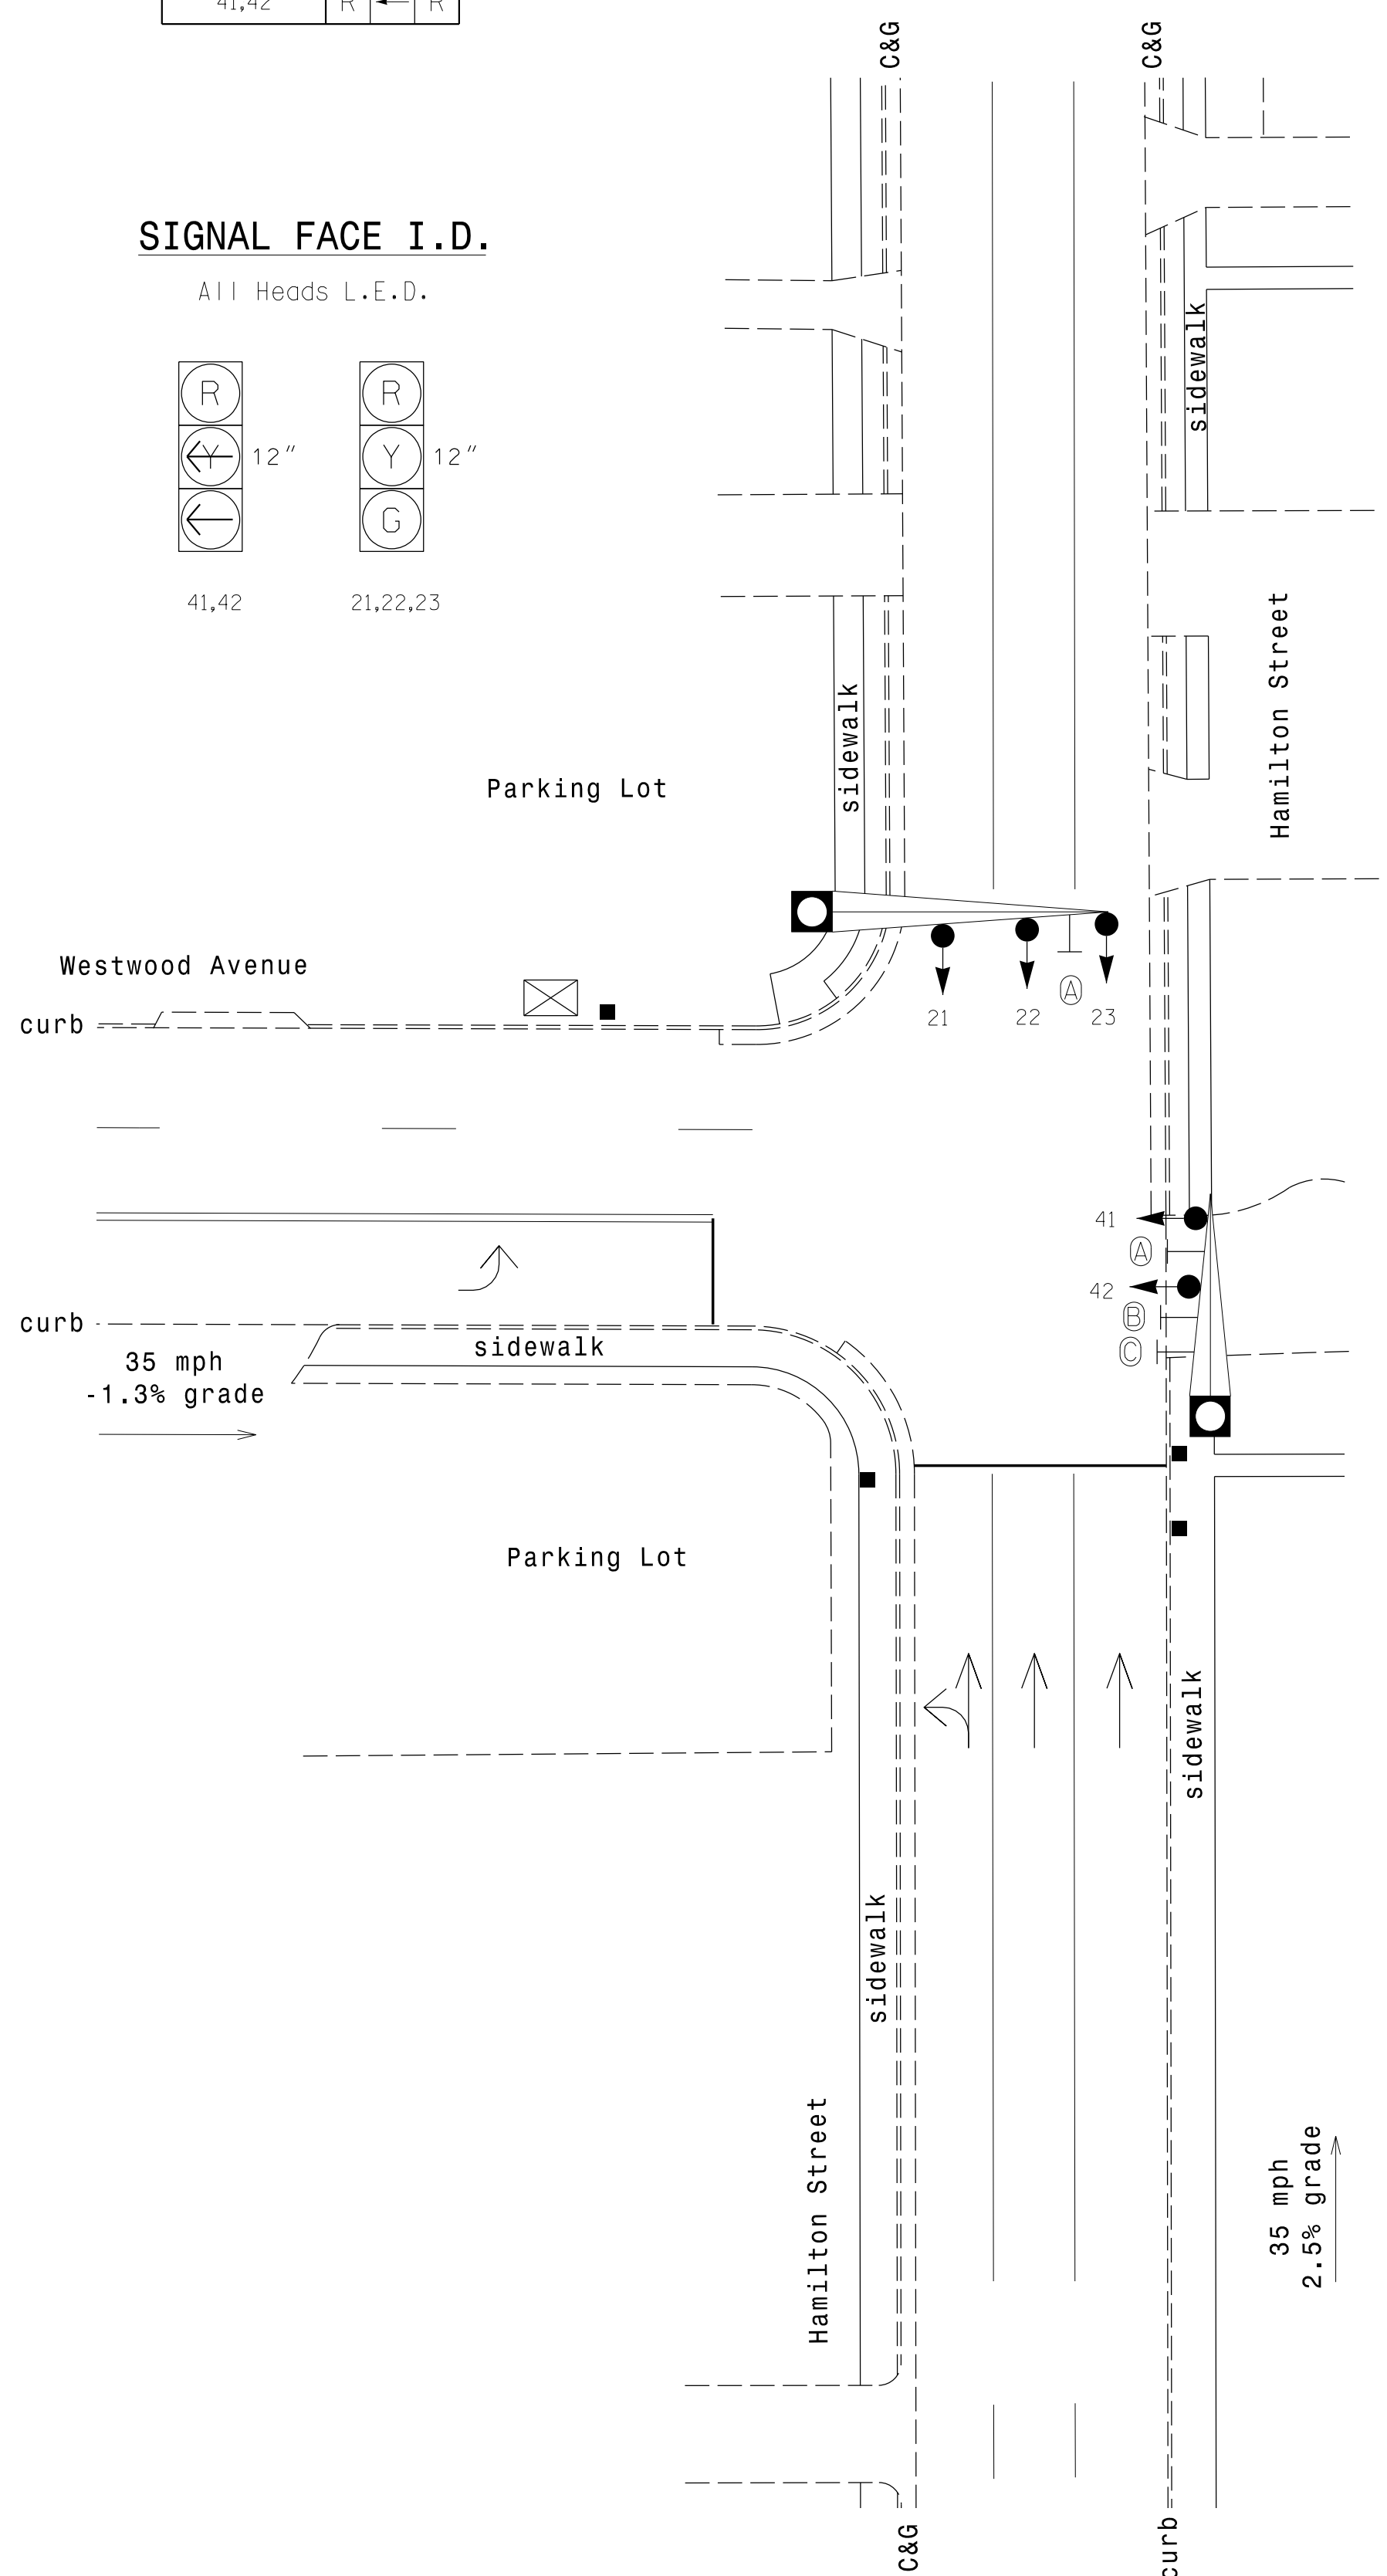 41,42 R ← R
C&G
C&G
SIGNAL FACE I.D.
All Heads L.E.D.
R
Y 12"
R
Y 12"
G
41,42
21,22,23
sidewalk
Hamilton Street
sidewalk
Parking Lot
Westwood Avenue
curb
21
22
A
23
41
A
42
B
C
curb
sidewalk
35 mph
-1.3% grade
Parking Lot
sidewalk
sidewalk
Hamilton Street
35 mph
2.5% grade
C&G
curb